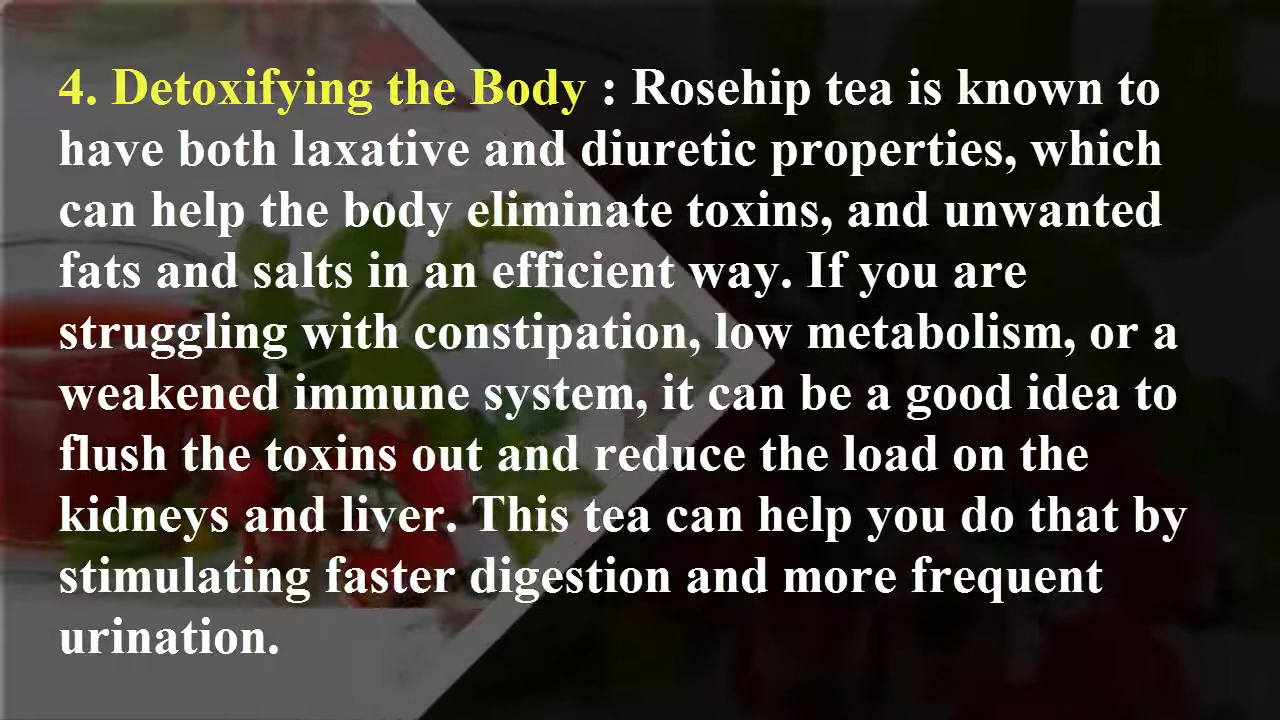 4. Detoxifying the Body : Rosehip tea is known to
have both laxative and diuretic properties, which
can help the body eliminate toxins, and unwanted
fats and salts in an efficient way. If you are
struggling with constipation, low metabolism, or a
weakened immune system, it can be a good idea to
flush the toxins out and reduce the load on the
kidneys and liver. This tea can help you do that by
stimulating faster digestion and more frequent
urination.